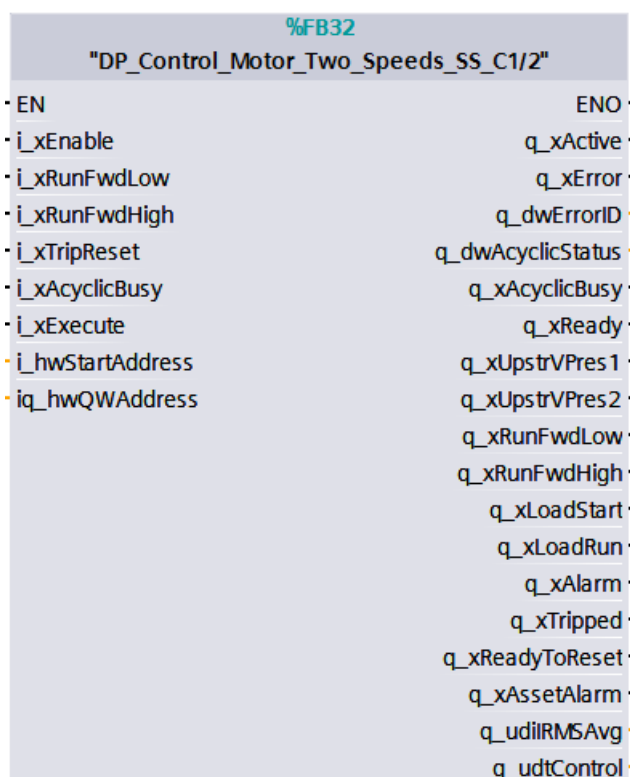 %FB32
"DP_Control_Motor_Two_Speeds_SS_C1/2"
EN ENO
i_xEnable q_xActive
i_xRunFwdLow q_xError
i_xRunFwdHigh q_dwErrorID
i_xTripReset q_dwAcyclicStatus
i_xAcyclicBusy q_xAcyclicBusy
i_xExecute q_xReady
i_hwStartAddress q_xUpstrVPres1
iq_hwQWAddress q_xUpstrVPres2
q_xRunFwdLow
q_xRunFwdHigh
q_xLoadStart
q_xLoadRun
q_xAlarm
q_xTripped
q_xReadyToReset
q_xAssetAlarm
q_udiIRMSAvg
q_udtControl